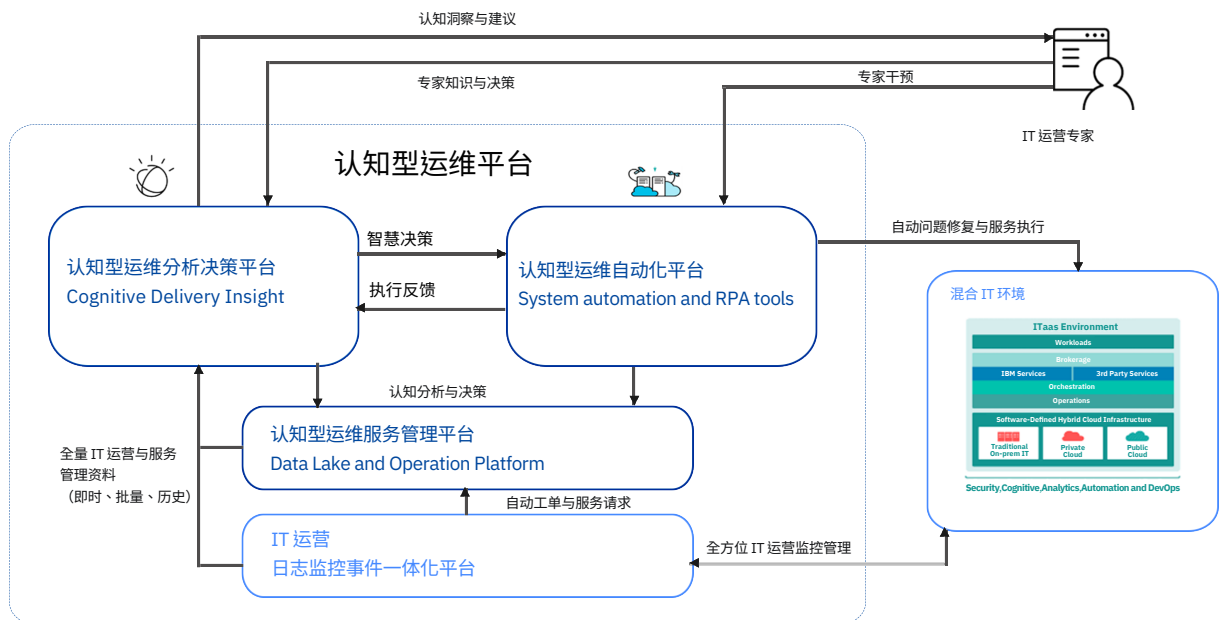 认知洞察与建议
专家知识与决策
专家干预
IT 运营专家
认知型运维平台
认知型运维分析决策平台
Cognitive Delivery Insight
智慧决策
执行反馈
认知型运维自动化平台
System automation and RPA tools
自动问题修复与服务执行
混合 IT 环境
ITaas Environment
Workloads
Brokerage
IBM Services
3rd Party Services
Orchestration
Operations
Software-Defined Hybrid Cloud Infrastructure
Traditional
On-prem IT
Private
Cloud
Public
Cloud
Security,Cognitive,Analytics,Automation and DevOps
认知分析与决策
认知型运维服务管理平台
Data Lake and Operation Platform
全量 IT 运营与服务
管理资料
（即时、批量、历史）
自动工单与服务请求
IT 运营
日志监控事件一体化平台
全方位 IT 运营监控管理